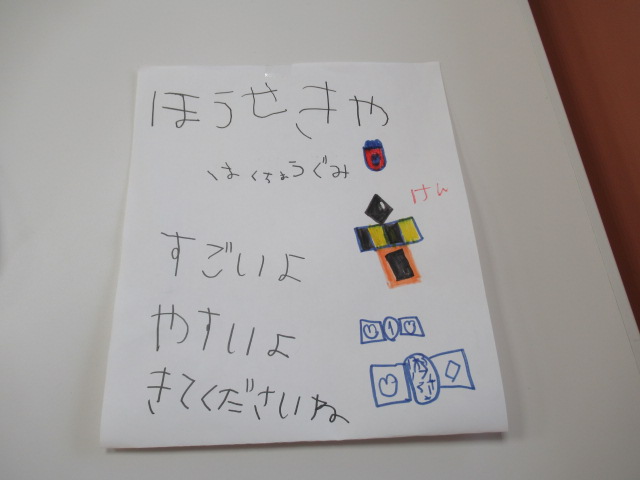 ほうせきや
はくちょうぐみ
けん
すごいよ
やすいよ
1
きてくださいね